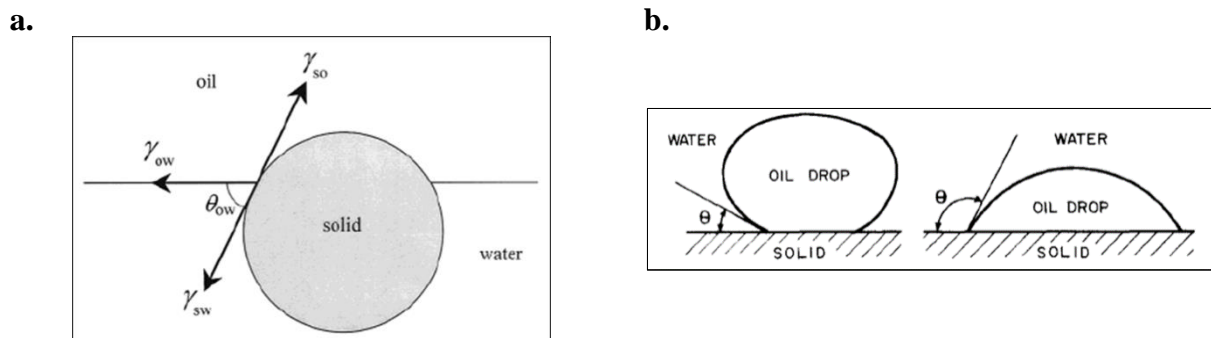 a.
oil
γso
γow
θow
solid
water
γsw
b.
WATER
OIL DROP
θ
SOLID
WATER
θ
OIL DROP
SOLID